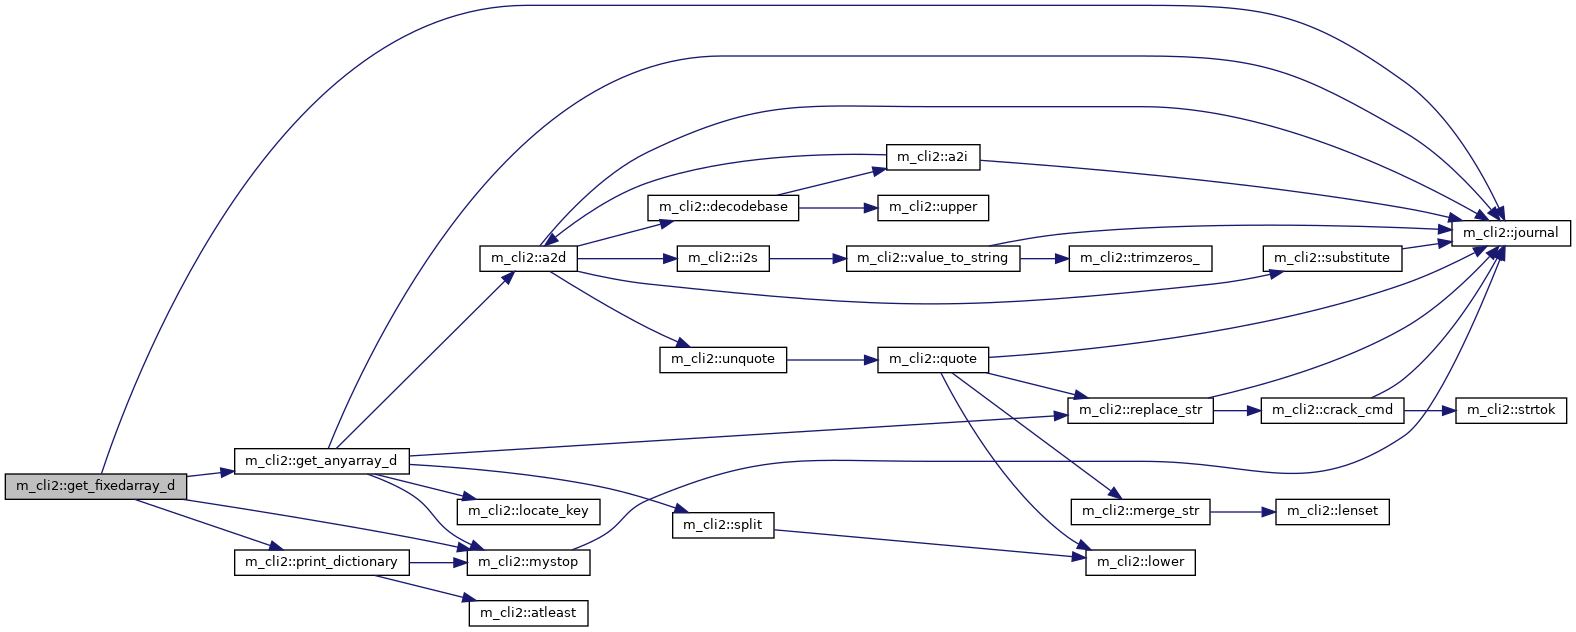 m_cli2::get_fixedarray_d
m_cli2::get_anyarray_d
m_cli2::print_dictionary
m_cli2::a2d
m_cli2::locate_key
m_cli2::mystop
m_cli2::atleast
m_cli2::decodebase
m_cli2::i2s
m_cli2::unquote
m_cli2::split
m_cli2::a2i
m_cli2::upper
m_cli2::value_to_string
m_cli2::quote
m_cli2::trimzeros_
m_cli2::replace_str
m_cli2::merge_str
m_cli2::lower
m_cli2::substitute
m_cli2::crack_cmd
m_cli2::lenset
m_cli2::journal
m_cli2::strtok